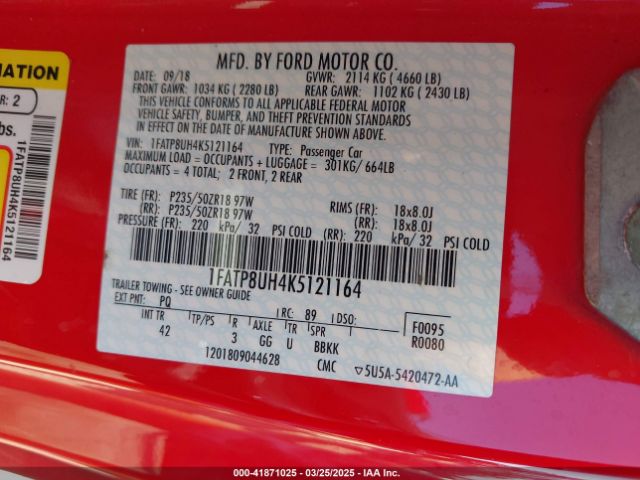 MATION
R: 2
bs.
1FATP8UH4K5121164
MFD. BY FORD MOTOR CO.
DATE: 09/18 GVWR: 2114 KG ( 4660 LB)
FRONT GAWR: 1034 KG ( 2280 LB) REAR GAWR: 1102 KG ( 2430 LB)
THIS VEHICLE CONFORMS TO ALL APPLICABLE FEDERAL MOTOR
VEHICLE SAFETY, BUMPER, AND THEFT PREVENTION STANDARDS
IN EFFECT ON THE DATE OF MANUFACTURE SHOWN ABOVE.
VIN: 1FATP8UH4K5121164 TYPE: Passenger Car
MAXIMUM LOAD = OCCUPANTS + LUGGAGE = 301KG/ 664LB
OCCUPANTS = 4 TOTAL; 2 FRONT, 2 REAR
TIRE (FR): P235/50ZR18 97W RIMS (FR): 18x8.0J
(RR): P235/50ZR18 97W (RR): 18x8.0J
PRESSURE (FR): 220 kPa/ 32 PSI COLD (RR): 220 kPa/ 32 PSI COLD
1FATP8UH4K5121164
TRAILER TOWING - SEE OWNER GUIDE
EXT PNT: PQ RC: 89 DSO: F0095
INT TR TP/PS R AXLE TR SPR R0080
42 3 GG U BBKK
1201809044628 CMC ▽5U5A-5420472-AA
000-41871025 — 03/25/2025 — IAA Inc.